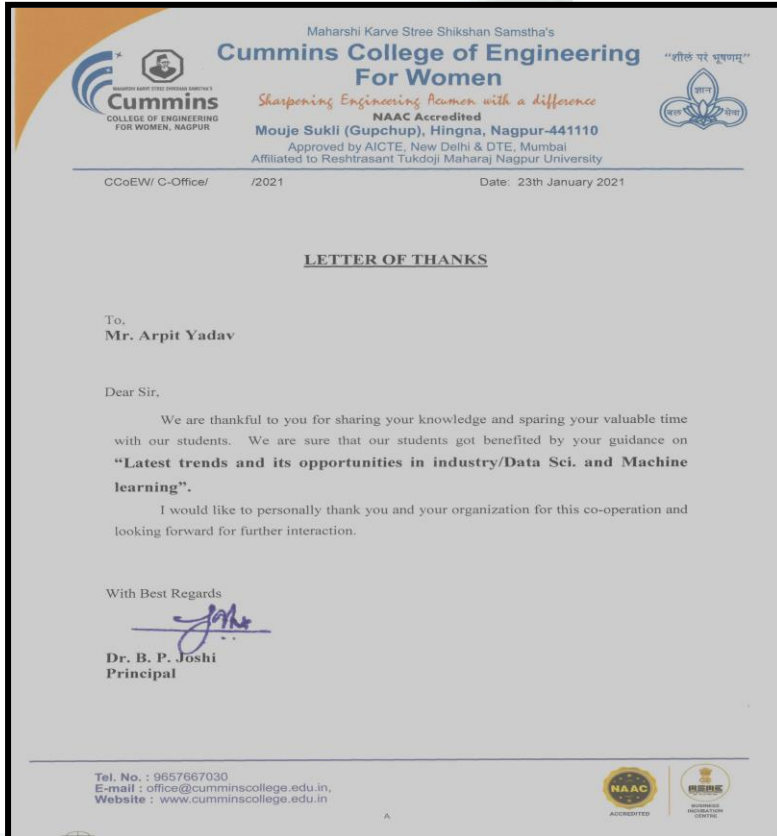 Maharshi Karve Stree Shikshan Samstha's
Cummins College of Engineering
For Women
Sharpening Engineering Acumen with a difference
NAAC Accredited
Mouje Sukli (Gupchup), Hingna, Nagpur-441110
Approved by AICTE, New Delhi & DTE, Mumbai
Affiliated to Reshtrasant Tukdoji Maharaj Nagpur University
MAHARSHI KARVE STREE SHIKSHAN SAMSTHA'S
Cummins
COLLEGE OF ENGINEERING
FOR WOMEN, NAGPUR
"शीलं परं भूषणम्"
ज्ञान
बल सेवा
CCoEW/ C-Office/ /2021 Date: 23th January 2021
LETTER OF THANKS
To,
Mr. Arpit Yadav
Dear Sir,
We are thankful to you for sharing your knowledge and sparing your valuable time
with our students. We are sure that our students got benefited by your guidance on
“Latest trends and its opportunities in industry/Data Sci. and Machine
learning”.
I would like to personally thank you and your organization for this co-operation and
looking forward for further interaction.
With Best Regards
Dr. B. P. Joshi
Principal
Tel. No. : 9657667030
E-mail : office@cumminscollege.edu.in,
Website : www.cumminscollege.edu.in
A
NAAC
ACCREDITED
MSME
BUSINESS
INCUBATION
CENTRE